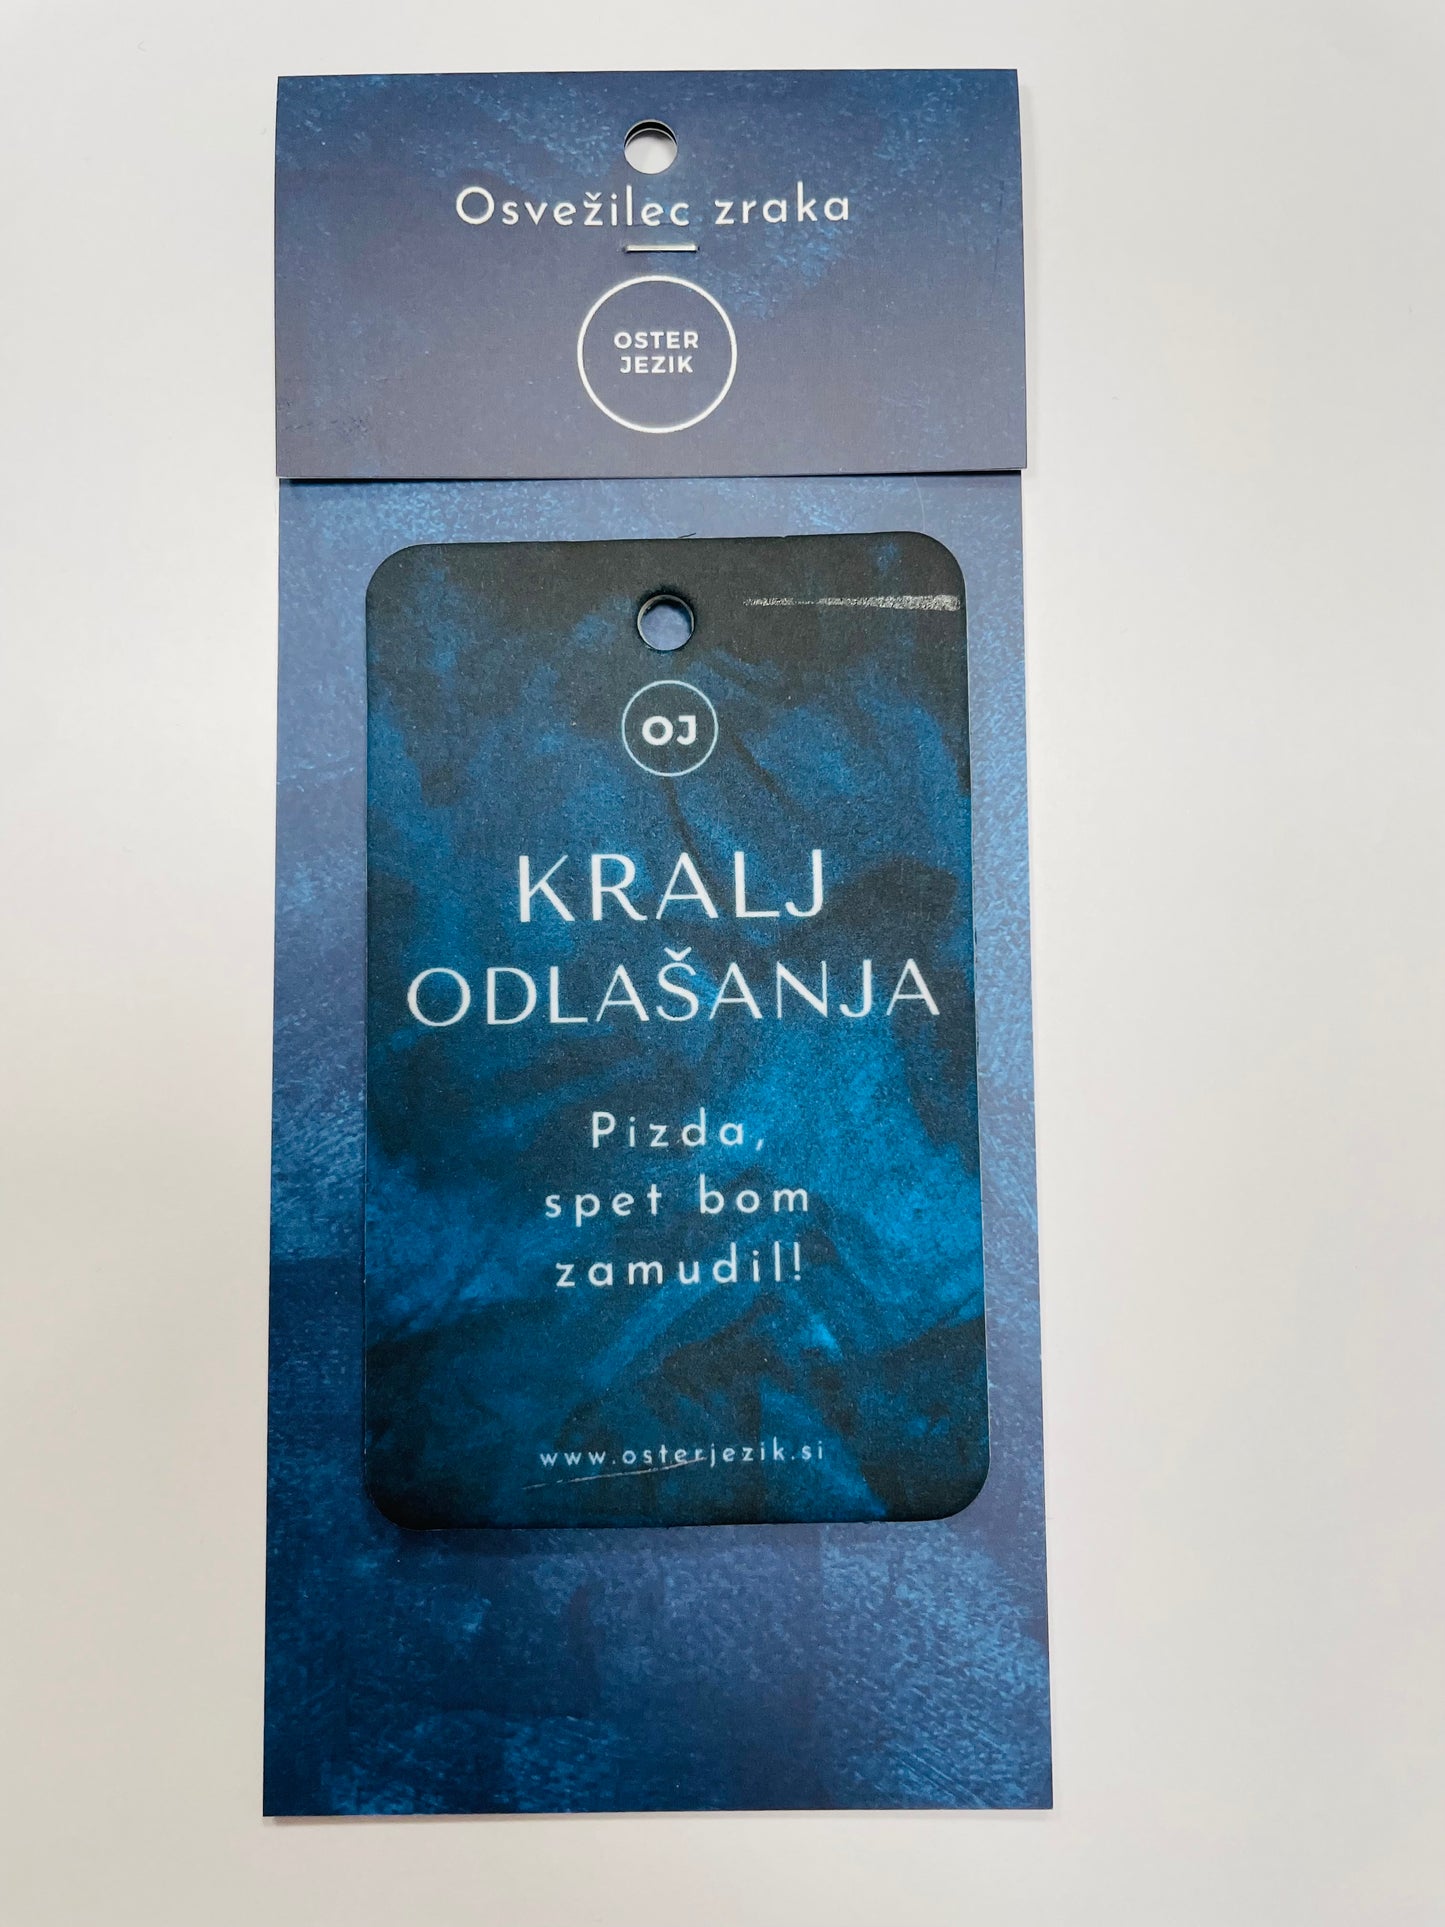 Osvežilec zraka
OSTER
JEZIK
OJ
KRALJ
ODLAŠANJA
Pizda,
spet bom
zamudil!
www.osterjezik.si